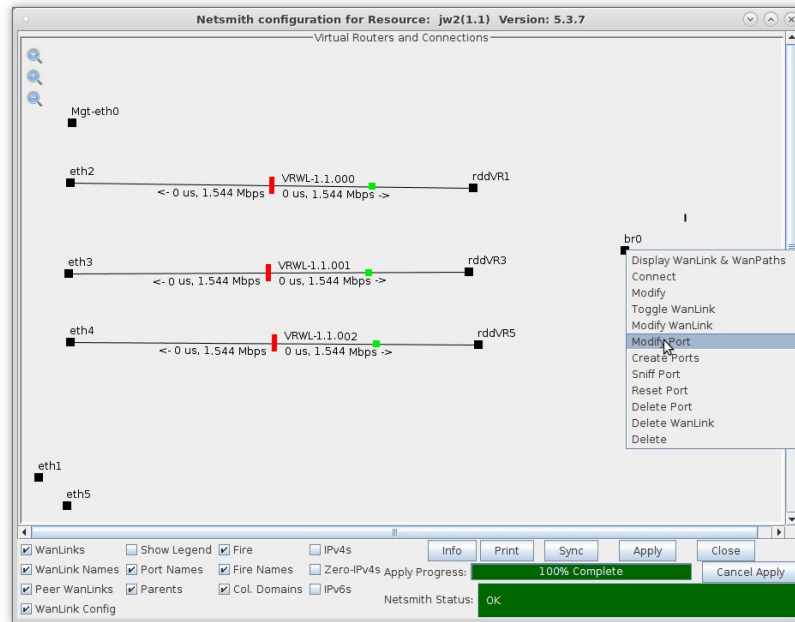 Netsmith configuration for Resource: jw2(1.1) Version: 5.3.7
Virtual Routers and Connections
Mgt-eth0
eth2
VRWL-1.1.000
rddVR1
<- 0 us, 1.544 Mbps
0 us, 1.544 Mbps ->
br0
eth3
VRWL-1.1.001
rddVR3
<- 0 us, 1.544 Mbps
0 us, 1.544 Mbps ->
eth4
VRWL-1.1.002
rddVR5
<- 0 us, 1.544 Mbps
0 us, 1.544 Mbps ->
Display WanLink & WanPaths
Connect
Modify
Toggle WanLink
Modify WanLink
Modify Port
Create Ports
Sniff Port
Reset Port
Delete Port
Delete WanLink
Delete
eth1
eth5
WanLinks
Show Legend
Fire
IPv4s
Info
Print
Sync
Apply
Close
WanLink Names
Port Names
Fire Names
Zero-IPv4s
Apply Progress:
100% Complete
Cancel Apply
Peer WanLinks
Parents
Col. Domains
IPv6s
Netsmith Status:
OK
WanLink Config